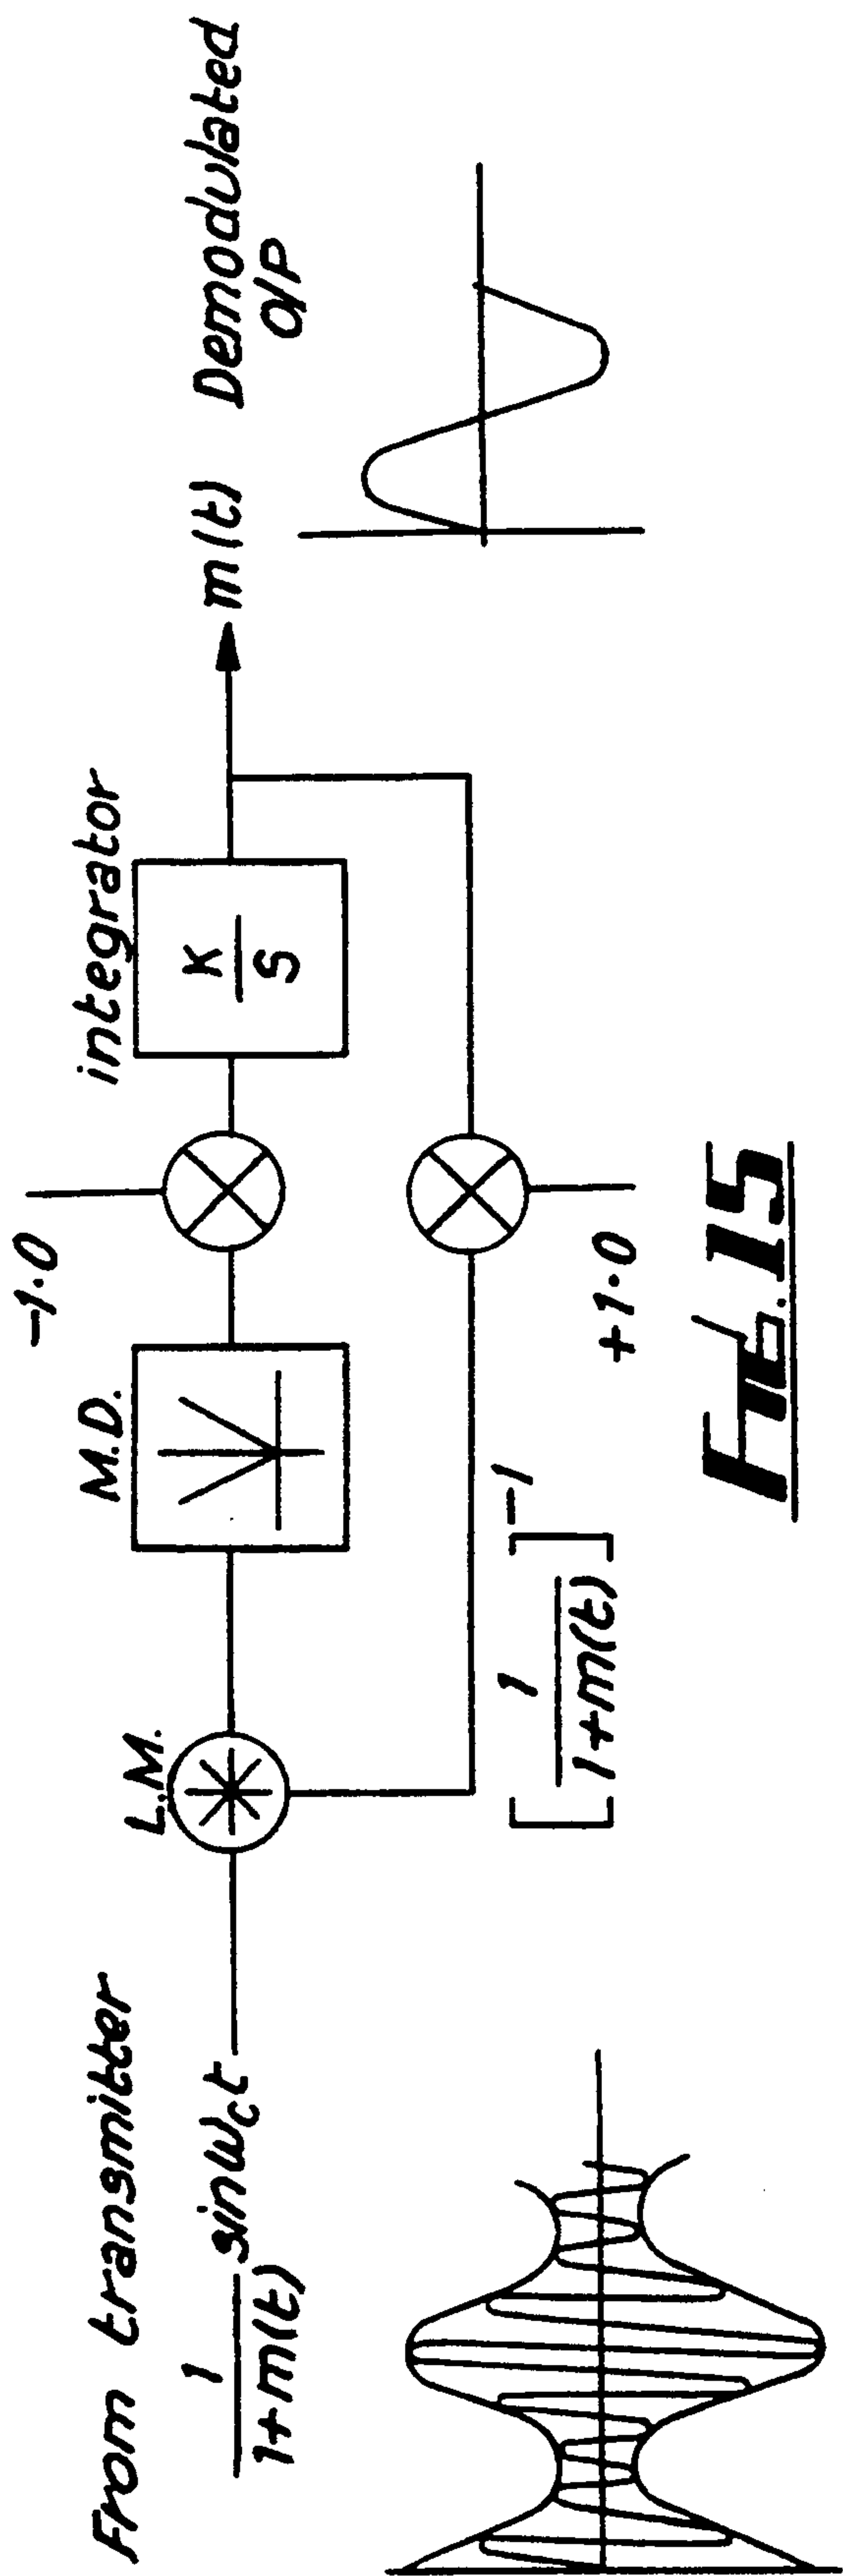 From transmitter
1
1+m(t)
sinωct
L.M.
M.D.
-1.0
integrator
K
S
m(t)
Demodulated
O/P
[1/1+m(t)]-1
+1.0
FIG. 15